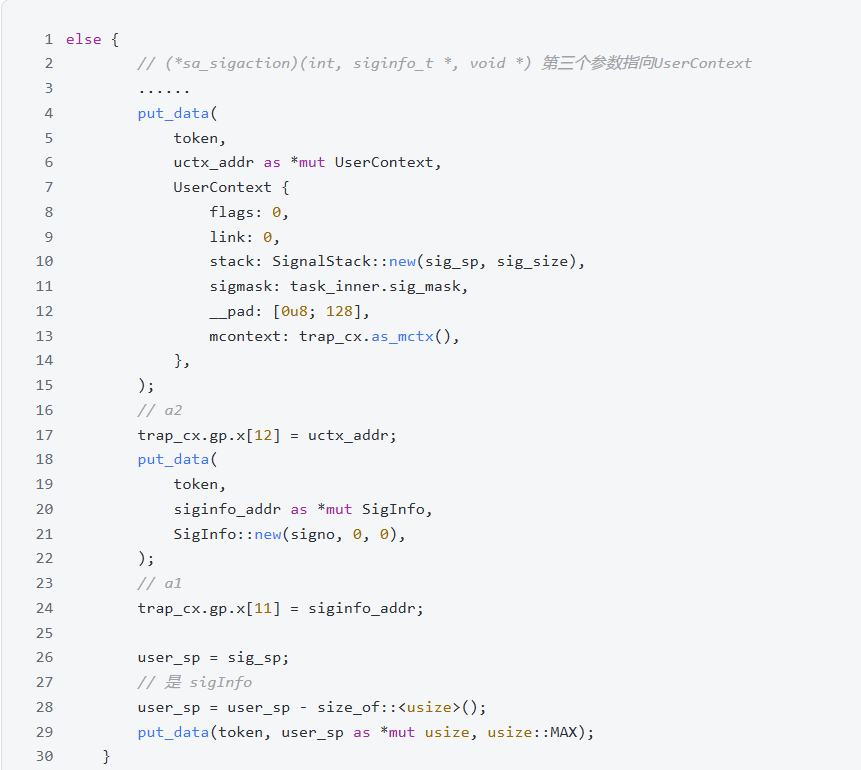 1 else {
2 // (*sa_sigaction)(int, siginfo_t *, void *) 第三个参数指向UserContext
3 ......
4 put_data(
5 token,
6 uctx_addr as *mut UserContext,
7 UserContext {
8 flags: 0,
9 link: 0,
10 stack: SignalStack::new(sig_sp, sig_size),
11 sigmask: task_inner.sig_mask,
12 __pad: [0u8; 128],
13 mcontext: trap_cx.as_mctx(),
14 },
15 );
16 // a2
17 trap_cx.gp.x[12] = uctx_addr;
18 put_data(
19 token,
20 siginfo_addr as *mut SigInfo,
21 SigInfo::new(signo, 0, 0),
22 );
23 // a1
24 trap_cx.gp.x[11] = siginfo_addr;
25
26 user_sp = sig_sp;
27 // 是 sigInfo
28 user_sp = user_sp - size_of::<usize>();
29 put_data(token, user_sp as *mut usize, usize::MAX);
30 }